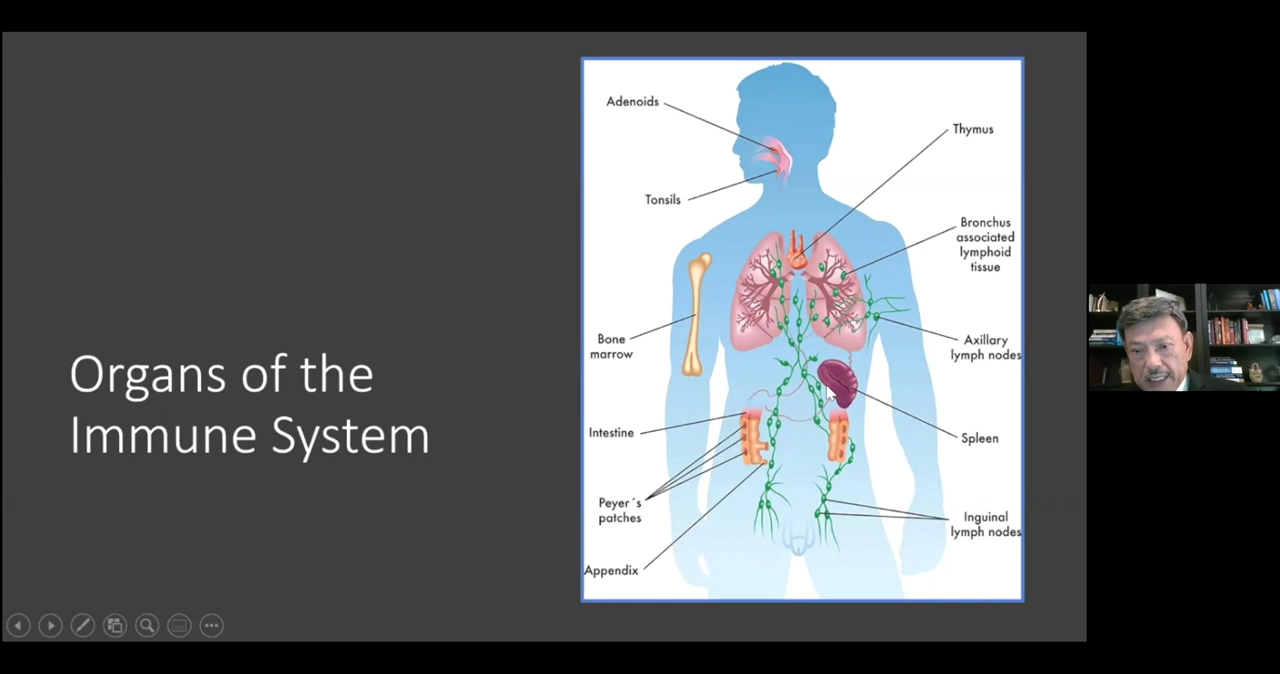 Organs of the
Immune System
Adenoids
Tonsils
Bone
marrow
Intestine
Peyer´s
patches
Appendix
Thymus
Bronchus
associated
lymphoid
tissue
Axillary
lymph nodes
Spleen
Inguinal
lymph nodes